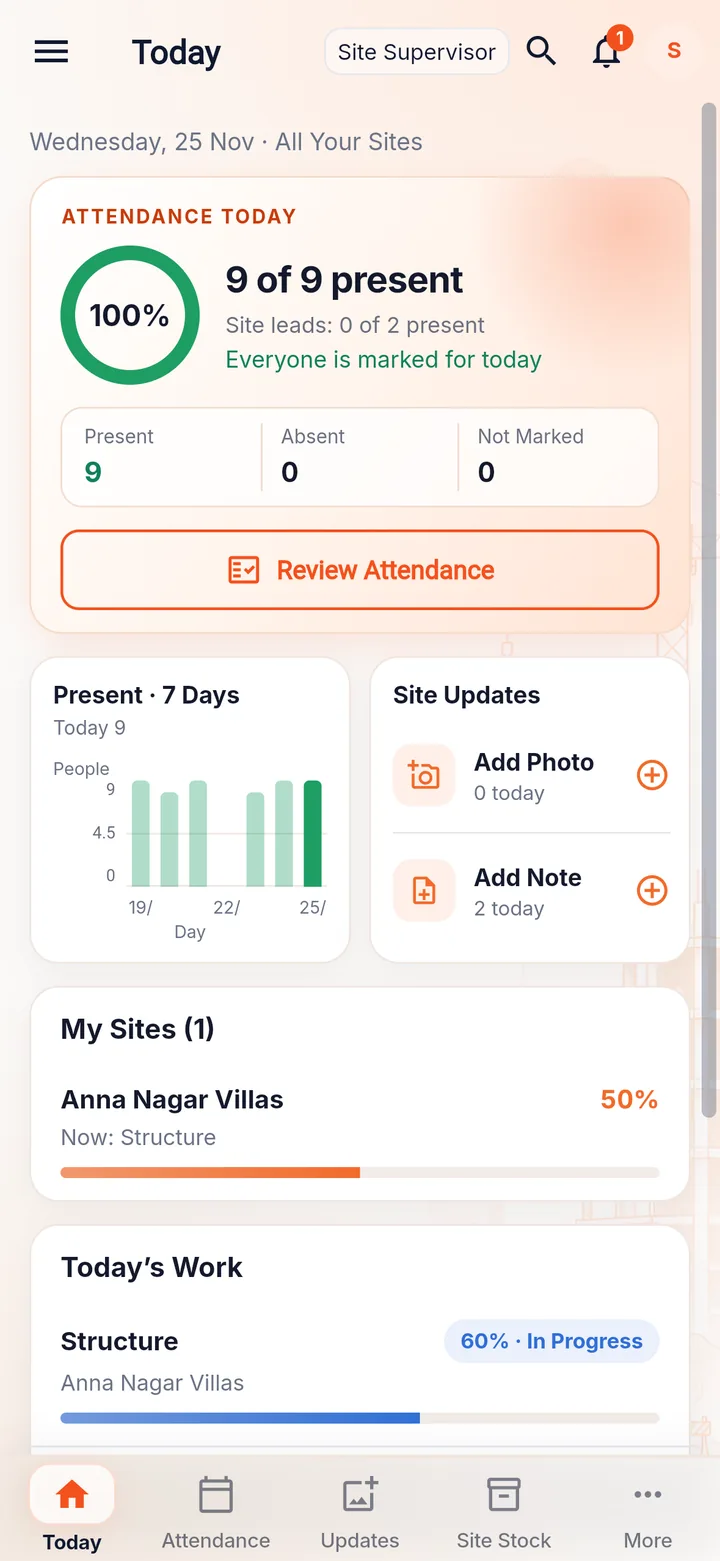 Today
Site Supervisor
1
S
Wednesday, 25 Nov · All Your Sites
ATTENDANCE TODAY
100%
9 of 9 present
Site leads: 0 of 2 present
Everyone is marked for today
Present
9
Absent
0
Not Marked
0
Review Attendance
Present · 7 Days
Today 9
People
9
4.5
0
19/ 22/ 25/
Day
Site Updates
Add Photo
0 today
Add Note
2 today
My Sites (1)
Anna Nagar Villas 50%
Now: Structure
Today’s Work
Structure 60% · In Progress
Anna Nagar Villas
Today Attendance Updates Site Stock More